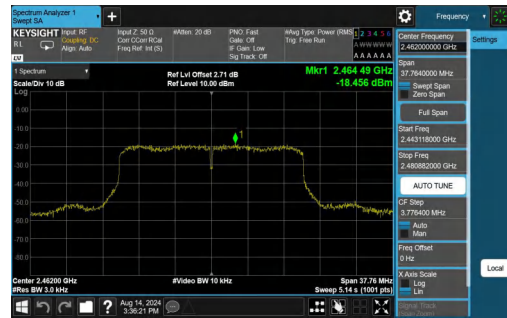 Spectrum Analyzer 1
Swept SA
Frequency
Settings
KEYSIGHT
Input: RF
Coupling: DC
Align: Auto
Input Z: 50 Ω
Corr CCorr RCal
Freq Ref: Int (S)
#Atten: 20 dB
PNO: Fast
Gate: Off
IF Gain: Low
Sig Track: Off
#Avg Type: Power (RMS
Trig: Free Run
1 2 3 4 5 6
A W W W W W
A A A A A A
R L
LV
1 Spectrum
Scale/Div 10 dB
Log
Ref Lvl Offset 2.71 dB
Ref Level 10.00 dBm
Mkr1 2.464 49 GHz
-18.456 dBm
1
0.00
-10.0
-20.0
-30.0
-40.0
-50.0
-60.0
-70.0
-80.0
Center 2.46200 GHz
#Res BW 3.0 kHz
#Video BW 10 kHz
Span 37.76 MHz
Sweep 5.14 s (1001 pts)
Center Frequency
2.462000000 GHz
Span
37.7640000 MHz
Swept Span
Zero Span
Full Span
Start Freq
2.443118000 GHz
Stop Freq
2.480882000 GHz
AUTO TUNE
CF Step
3.776400 MHz
Auto
Man
Freq Offset
0 Hz
X Axis Scale
Log
Lin
Signal Track
Local
?
Aug 14, 2024
3:36:21 PM